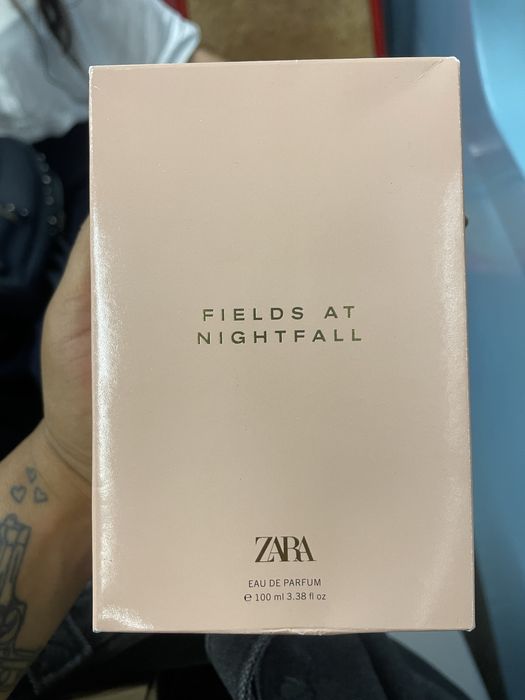 FIELDS AT
NIGHTFALL
ZARA
EAU DE PARFUM
℮ 100 ml 3.38 fl oz